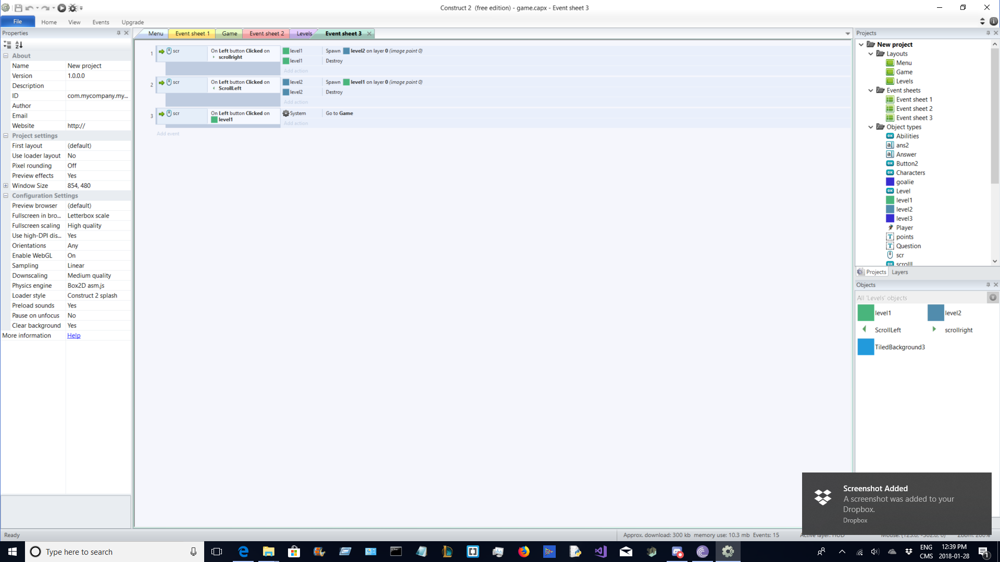 Construct 2  (free edition) - game.capx - Event sheet 3
File Home View Events Upgrade
Properties
About
Name New project
Version 1.0.0.0
Description
ID com.mycompany.my...
Author
Email
Website http://
Project settings
First layout (default)
Use loader layout No
Pixel rounding Off
Preview effects Yes
Window Size 854, 480
Configuration Settings
Preview browser (default)
Fullscreen in bro... Letterbox scale
Fullscreen scaling High quality
Use high-DPI dis... Yes
Orientations Any
Enable WebGL On
Sampling Linear
Downscaling Medium quality
Physics engine Box2D asm.js
Loader style Construct 2 splash
Preload sounds Yes
Pause on unfocus No
Clear background Yes
More information Help
Menu Event sheet 1 Game Event sheet 2 Levels Event sheet 3
1 scr On Left button Clicked on level1 Spawn level2 on layer 0 (image point 0)
scrollright
level1 Destroy
Add action
2 scr On Left button Clicked on level2 Spawn level1 on layer 0 (image point 0)
ScrollLeft
level2 Destroy
Add action
3 scr On Left button Clicked on System Go to Game
level1
Add action
Add event
Projects
New project
Layouts
Menu
Game
Levels
Event sheets
Event sheet 1
Event sheet 2
Event sheet 3
Object types
Abilities
ans2
Answer
Button2
Characters
goalie
Level
level1
level2
level3
Player
points
Question
scr
Projects Layers
Objects
All 'Levels' objects
level1 level2
ScrollLeft scrollright
TiledBackground3
Screenshot Added
A screenshot was added to your
Dropbox.
Dropbox
Ready
Approx. download: 300 kb  memory use: 10.3 mb  Events: 15
Type here to search
ENG
CMS
12:39 PM
2018-01-28
1